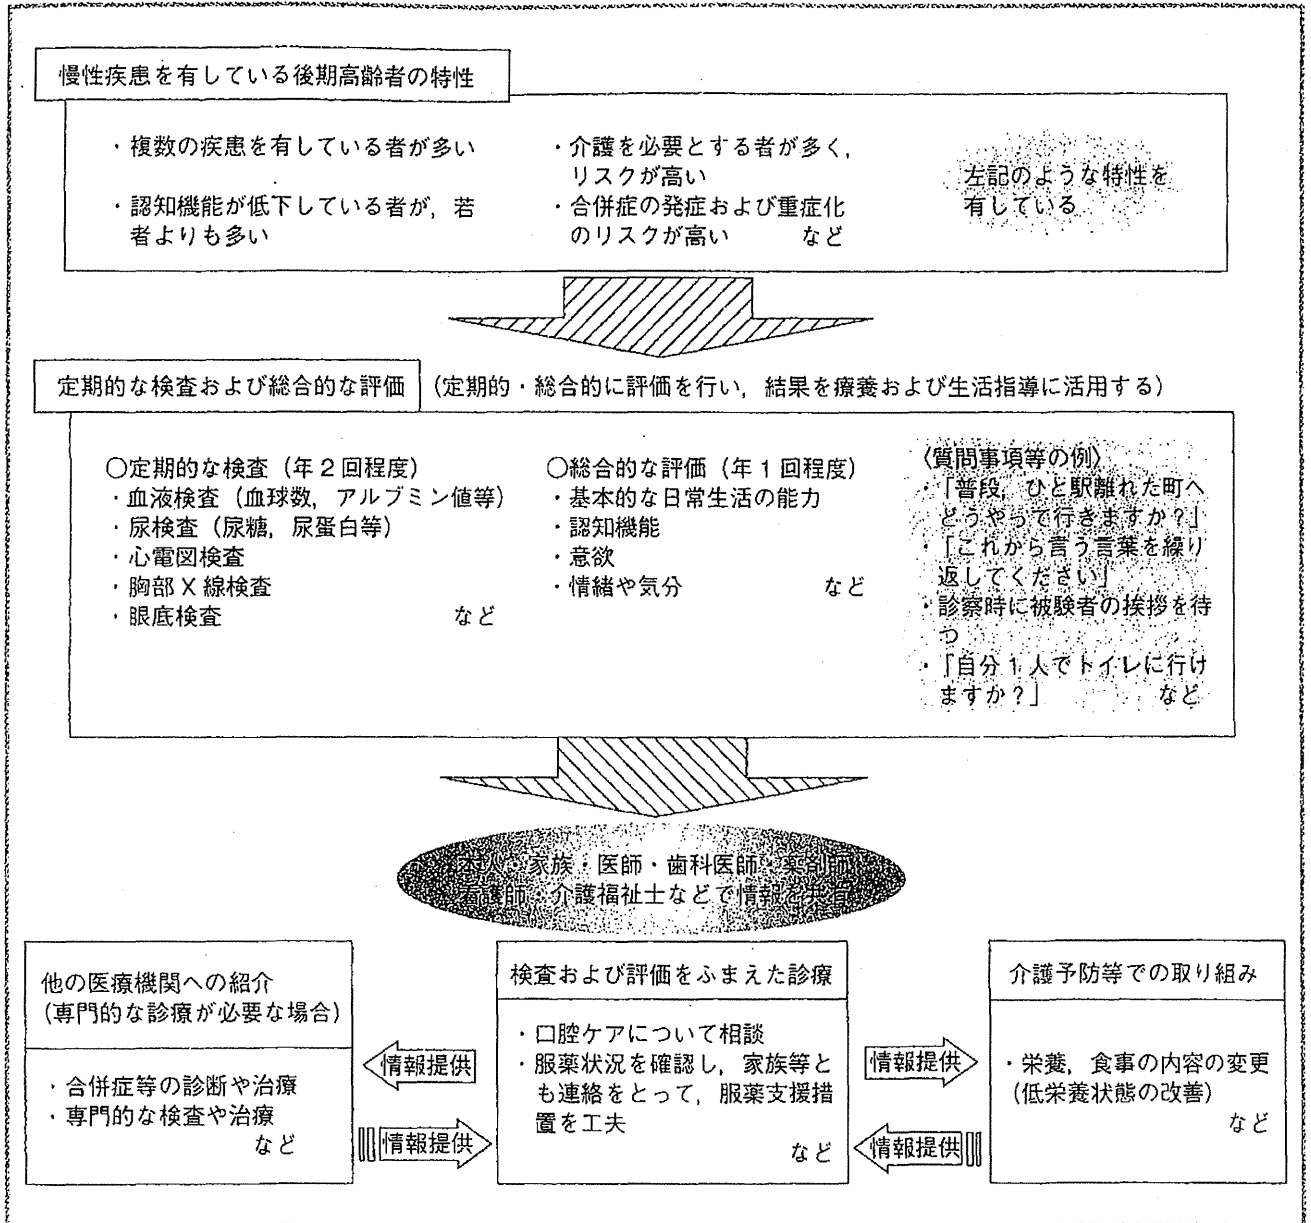 慢性疾患を有している後期高齢者の特性
・複数の疾患を有している者が多い
・認知機能が低下している者が，若
者よりも多い
・介護を必要とする者が多く，
リスクが高い
・合併症の発症および重症化
のリスクが高い　など
左記のような特性を
有している
定期的な検査および総合的な評価
(定期的・総合的に評価を行い，結果を療養および生活指導に活用する)
○定期的な検査（年２回程度）
・血液検査（血球数，アルブミン値等）
・尿検査（尿糖，尿蛋白等）
・心電図検査
・胸部Ｘ線検査
・眼底検査　など
○総合的な評価（年１回程度）
・基本的な日常生活の能力
・認知機能
・意欲
・情緒や気分　など
〈質問事項等の例〉
・「普段，ひと駅離れた町へ
どうやって行きますか？」
・「これから言う言葉を繰り
返してください」
・診察時に被験者の挨拶を待
つ
・「自分１人でトイレに行け
ますか？」　など
本人・家族・医師・歯科医師・薬剤師・
看護師・介護福祉士などで情報を共有
他の医療機関への紹介
(専門的な診療が必要な場合)
・合併症等の診断や治療
・専門的な検査や治療
など
情報提供
情報提供
検査および評価をふまえた診療
・口腔ケアについて相談
・服薬状況を確認し，家族等と
も連絡をとって，服薬支援措
置を工夫
など
情報提供
情報提供
介護予防等での取り組み
・栄養，食事の内容の変更
(低栄養状態の改善)
など